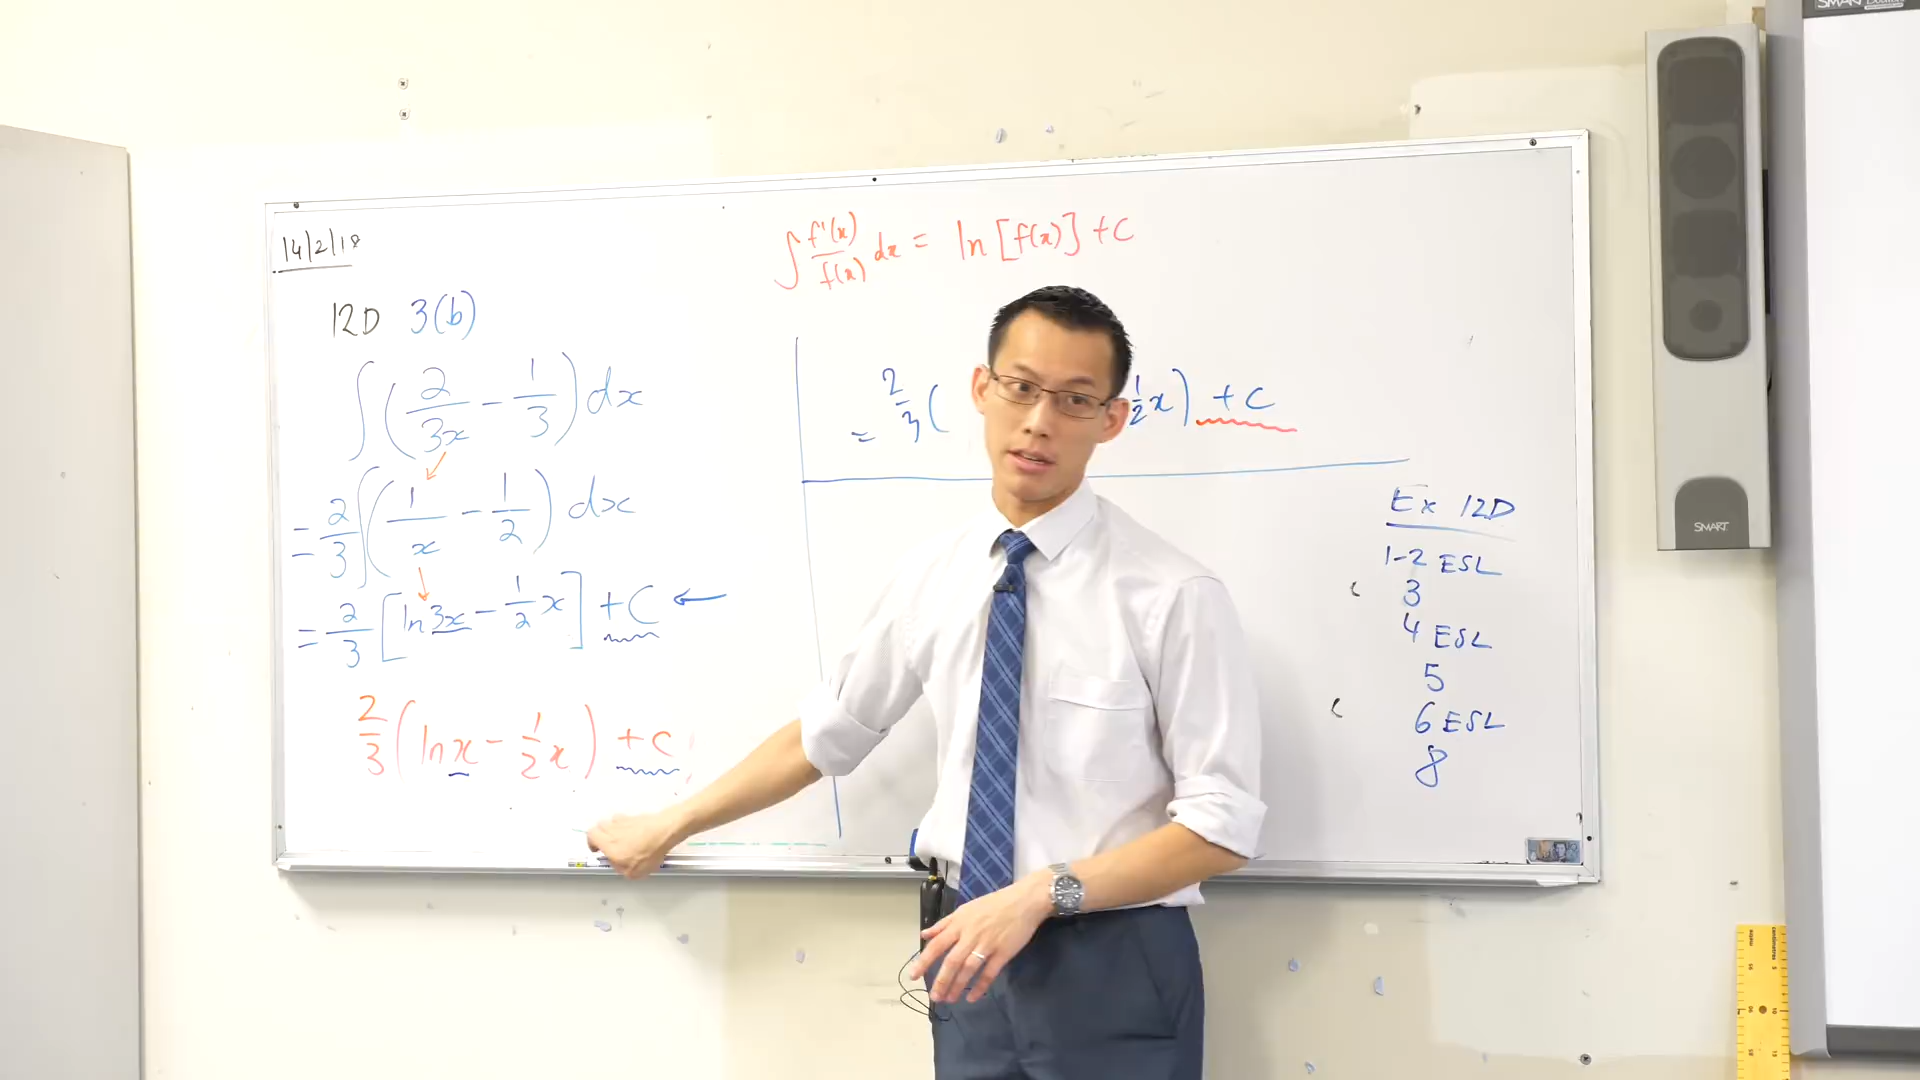 14/2/18
12D 3(b)
∫(2/3x - 1/3)dx
= 2/3 ∫(1/x - 1/2) dx
= 2/3 [ln 3x - 1/2 x] + C ←
2/3 (ln x - 1/2 x) + C
∫ f'(x)/f(x) dx = ln [f(x)] + C
= 2/3 ( 1/2 x) + C
Ex 12D
1-2 ESL
3
4 ESL
5
6 ESL
8
SMART
SMART